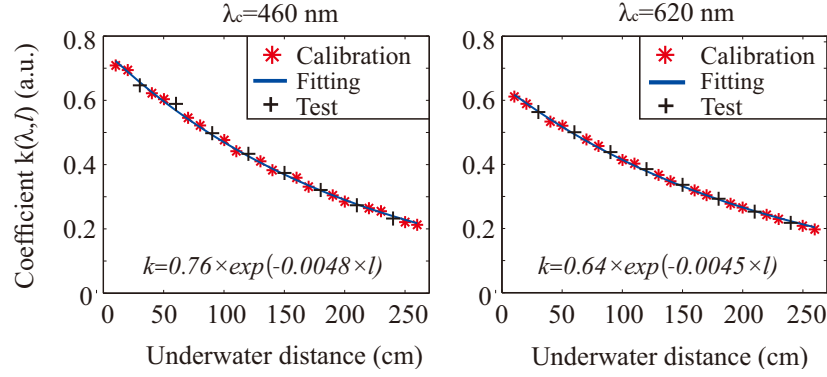 λc=460 nm
Coefficient k(λ,l) (a.u.)
0.8
0.6
0.4
0.2
0
Calibration
Fitting
Test
k=0.76×exp(-0.0048×l)
0 50 100 150 200 250
Underwater distance (cm)
λc=620 nm
0.8
0.6
0.4
0.2
0
Calibration
Fitting
Test
k=0.64×exp(-0.0045×l)
0 50 100 150 200 250
Underwater distance (cm)